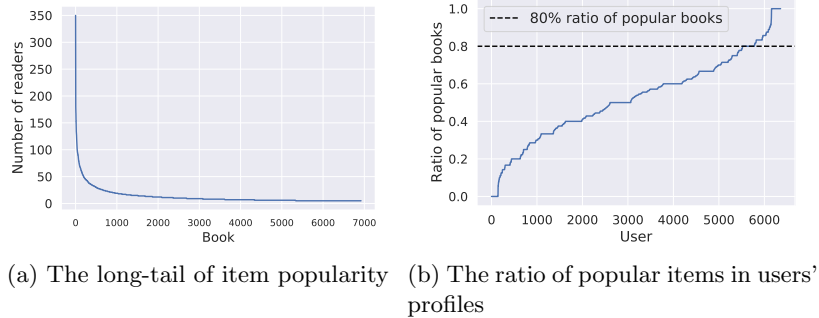 350
300
250
200
150
100
50
0
Number of readers
0 1000 2000 3000 4000 5000 6000 7000
Book
(a) The long-tail of item popularity
1.0
0.8
0.6
0.4
0.2
0.0
Ratio of popular books
80% ratio of popular books
0 1000 2000 3000 4000 5000 6000
User
(b) The ratio of popular items in users’
profiles